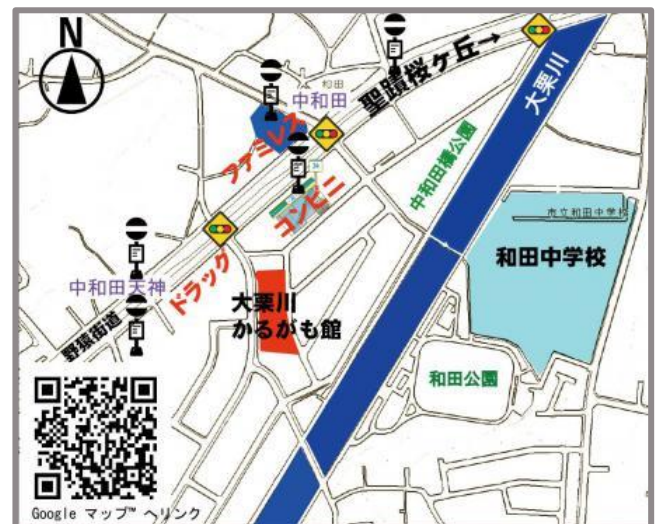 N
和田
中和田
聖蹟桜ヶ丘→
大栗川
ファミレス
コンビニ
中和田橋公園
市立和田中学校
和田中学校
中和田天神
ドラッグ
大栗川
かるがも館
野猿街道
和田公園
Google マップ™ へリンク